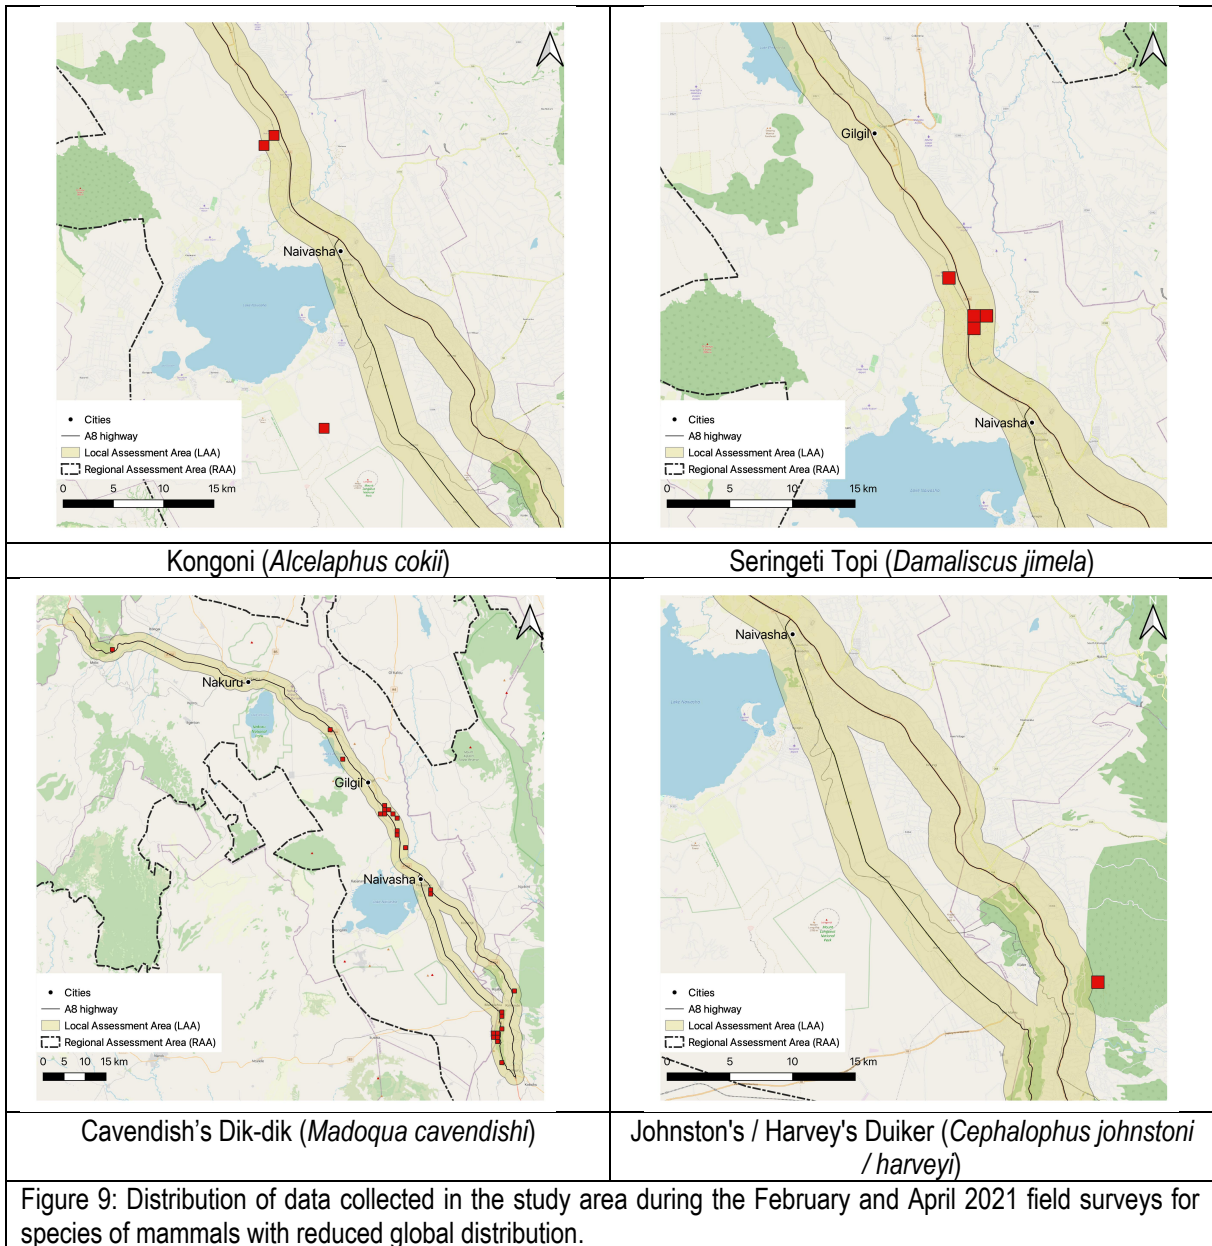 Naivasha
Cities
A8 highway
Local Assessment Area (LAA)
Regional Assessment Area (RAA)
0 5 10 15 km
Kongoni (Alcelaphus cokii)
Gilgil
Naivasha
Cities
A8 highway
Local Assessment Area (LAA)
Regional Assessment Area (RAA)
0 5 10 15 km
Seringeti Topi (Damaliscus jimela)
Nakuru
Gilgil
Naivasha
Cities
A8 highway
Local Assessment Area (LAA)
Regional Assessment Area (RAA)
0 5 10 15 km
Cavendish’s Dik-dik (Madoqua cavendishi)
Naivasha
Cities
A8 highway
Local Assessment Area (LAA)
Regional Assessment Area (RAA)
0 5 10 15 km
Johnston's / Harvey's Duiker (Cephalophus johnstoni
/ harveyi)
Figure 9: Distribution of data collected in the study area during the February and April 2021 field surveys for
species of mammals with reduced global distribution.